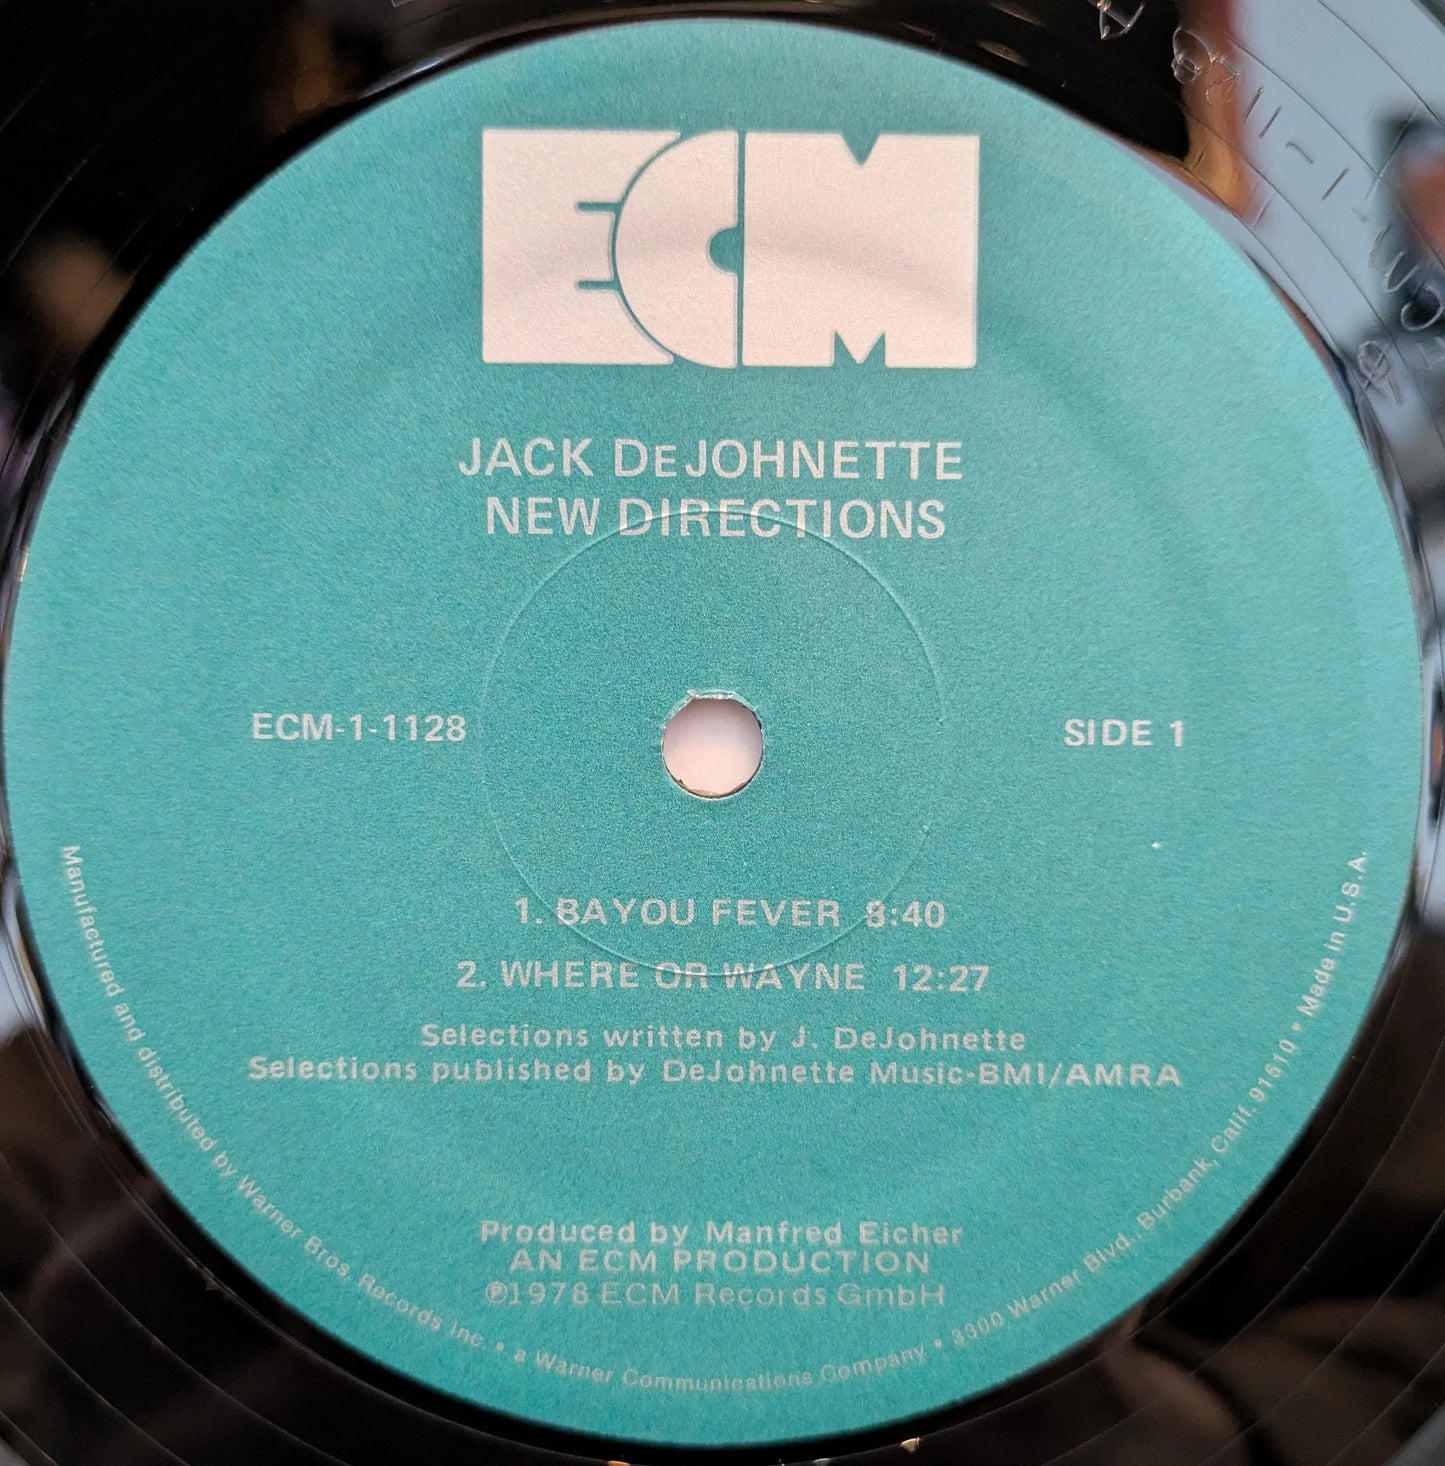 ECM
JACK DeJOHNETTE
NEW DIRECTIONS
ECM-1-1128
SIDE 1
1. BAYOU FEVER 8:40
2. WHERE OR WAYNE 12:27
Selections written by J. DeJohnette
Selections published by DeJohnette Music-BMI/AMRA
Produced by Manfred Eicher
AN ECM PRODUCTION
℗1978 ECM Records GmbH
Manufactured and distributed by Warner Bros. Records Inc. • a Warner Communications Company • 3300 Warner Blvd., Burbank, Calif. 91510 • Made in U.S.A.